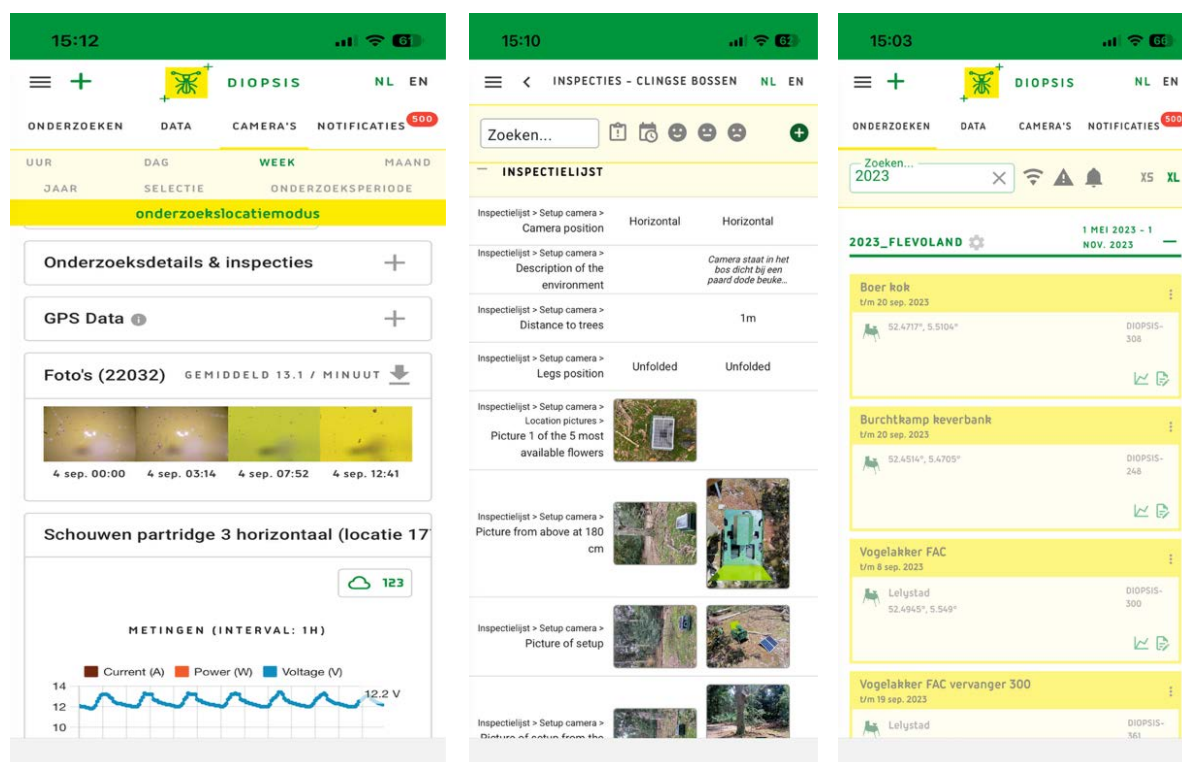 15:12
61
DIOPSIS
NL EN
ONDERZOEKEN DATA CAMERA'S NOTIFICATIES 500
UUR DAG WEEK MAAND
JAAR SELECTIE ONDERZOEKSPERIODE
onderzoekslocatiemodus
Onderzoeksdetails & inspecties
GPS Data
Foto's (22032) GEMIDDELD 13.1 / MINUUT
4 sep. 00:00 4 sep. 03:14 4 sep. 07:52 4 sep. 12:41
Schouwen partridge 3 horizontaal (locatie 17
123
METINGEN (INTERVAL: 1H)
Current (A) Power (W) Voltage (V)
14
12.2 V
12
10
15:10
INSPECTIES - CLINGSE BOSSEN NL EN
Zoeken...
INSPECTIELIJST
Inspectielijst > Setup camera >
Camera position
Horizontal Horizontal
Inspectielijst > Setup camera >
Description of the
environment
Camera staat in het
bos dicht bij een
paard dode beuke...
Inspectielijst > Setup camera >
Distance to trees
1m
Inspectielijst > Setup camera >
Legs position
Unfolded Unfolded
Inspectielijst > Setup camera >
Location pictures >
Picture 1 of the 5 most
available flowers
Inspectielijst > Setup camera >
Picture from above at 180
cm
Inspectielijst > Setup camera >
Picture of setup
Inspectielijst > Setup camera >
Picture of setup from the
15:03
66
DIOPSIS
NL EN
ONDERZOEKEN DATA CAMERA'S NOTIFICATIES 500
Zoeken...
2023
XS XL
2023_FLEVOLAND
1 MEI 2023 - 1
NOV. 2023
Boer kok
t/m 20 sep. 2023
52.4717°, 5.5104°
DIOPSIS-
308
Burchtkamp keverbank
t/m 20 sep. 2023
52.4514°, 5.4705°
DIOPSIS-
248
Vogelakker FAC
t/m 8 sep. 2023
Lelystad
52.4945°, 5.549°
DIOPSIS-
300
Vogelakker FAC vervanger 300
t/m 19 sep. 2023
Lelystad
DIOPSIS-
361